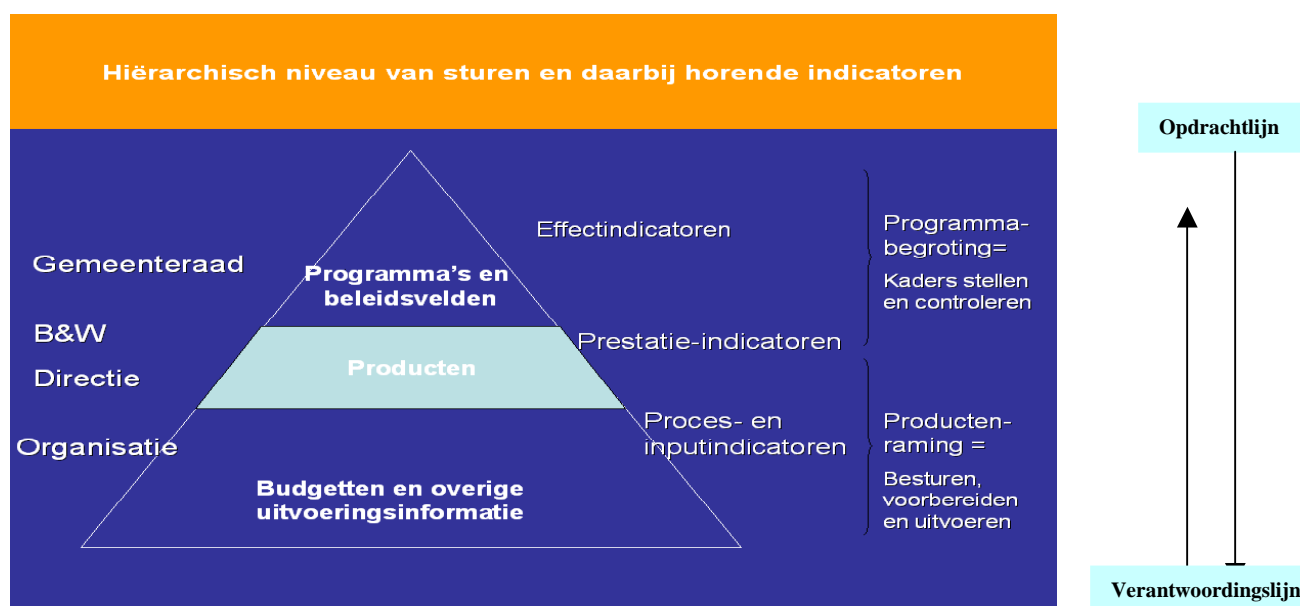 Hiërarchisch niveau van sturen en daarbij horende indicatoren
Opdrachtlijn
Gemeenteraad
B&W
Directie
Organisatie
Programma's en
beleidsvelden
Producten
Budgetten en overige
uitvoeringsinformatie
Effectindicatoren
Prestatie-indicatoren
Proces- en
inputindicatoren
Programma-
begroting=
Kaders stellen
en controleren
Producten-
raming =
Besturen,
voorbereiden
en uitvoeren
Verantwoordingslijn